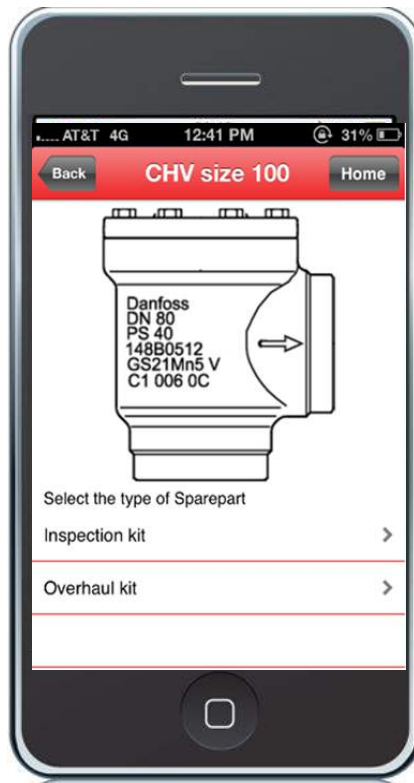 ..... AT&T 4G 12:41 PM 31%
Back CHV size 100 Home
Danfoss
DN 80
PS 40
148B0512
GS21Mn5 V
C1 006 0C
Select the type of Sparepart
Inspection kit
Overhaul kit